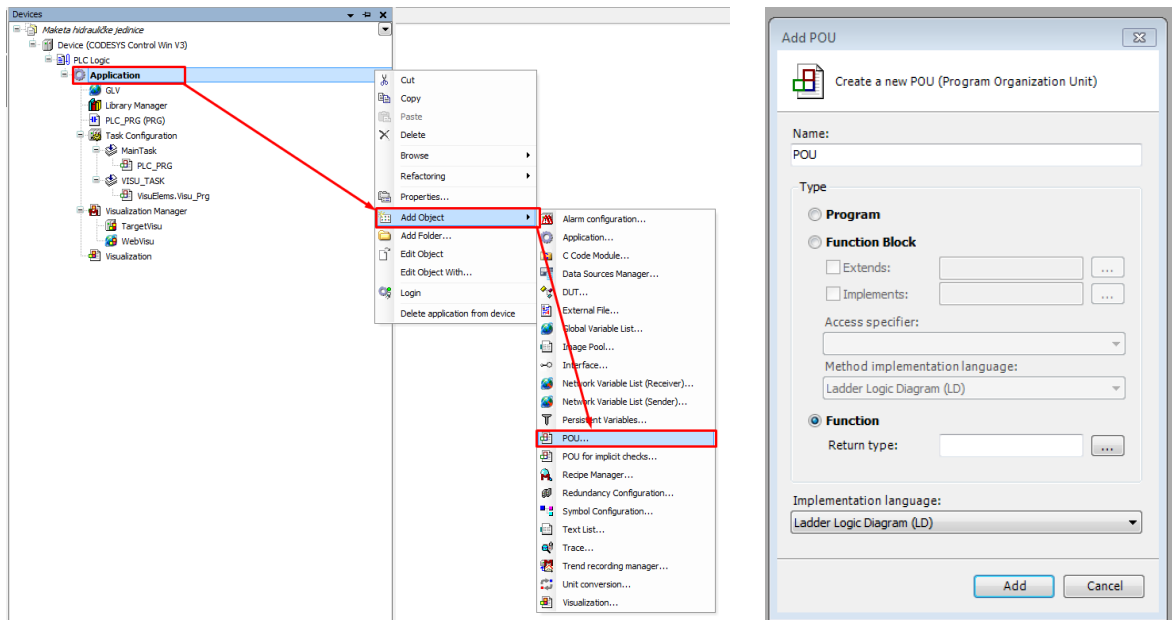 Devices
Maketa hidrauličke jedinice
Device (CODESYS Control Win V3)
PLC Logic
Application
GLV
Library Manager
PLC_PRG (PRG)
Task Configuration
MainTask
PLC_PRG
VISU_TASK
VisuElems.Visu_Prg
Visualization Manager
TargetVisu
WebVisu
Visualization
Cut
Copy
Paste
Delete
Browse
Refactoring
Properties...
Add Object
Add Folder...
Edit Object
Edit Object With...
Login
Delete application from device
Alarm configuration...
Application...
C Code Module...
Data Sources Manager...
DUT...
External File...
Global Variable List...
Image Pool...
Interface...
Network Variable List (Receiver)...
Network Variable List (Sender)...
Persistent Variables...
POU...
POU for implicit checks...
Recipe Manager...
Redundancy Configuration...
Symbol Configuration...
Text List...
Trace...
Trend recording manager...
Unit conversion...
Visualization...
Add POU
Create a new POU (Program Organization Unit)
Name:
POU
Type
Program
Function Block
Extends:
...
Implements:
...
Access specifier:
Method implementation language:
Ladder Logic Diagram (LD)
Function
Return type:
...
Implementation language:
Ladder Logic Diagram (LD)
Add
Cancel